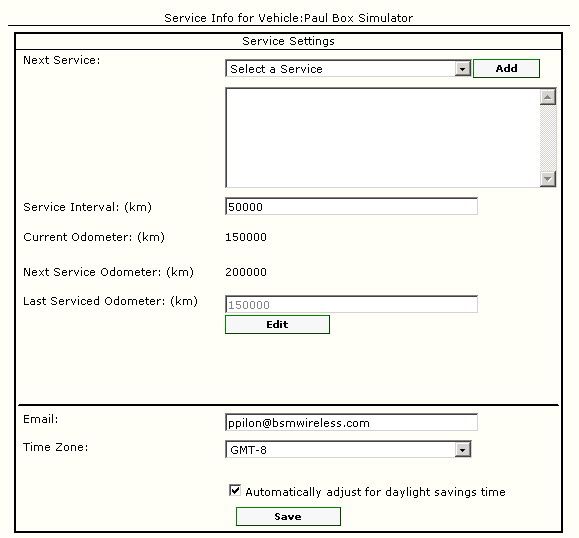 Service Info for Vehicle:Paul Box Simulator
Service Settings
Next Service: Select a Service Add
Service Interval: (km) 50000
Current Odometer: (km) 150000
Next Service Odometer: (km) 200000
Last Serviced Odometer: (km) 150000
Edit
Email: ppilon@bsmwireless.com
Time Zone: GMT-8
Automatically adjust for daylight savings time
Save